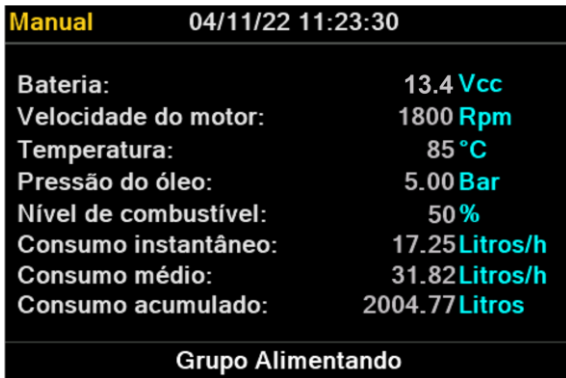 Manual 04/11/22 11:23:30
Bateria: 13.4 Vcc
Velocidade do motor: 1800 Rpm
Temperatura: 85 °C
Pressão do óleo: 5.00 Bar
Nível de combustível: 50 %
Consumo instantâneo: 17.25 Litros/h
Consumo médio: 31.82 Litros/h
Consumo acumulado: 2004.77 Litros
Grupo Alimentando